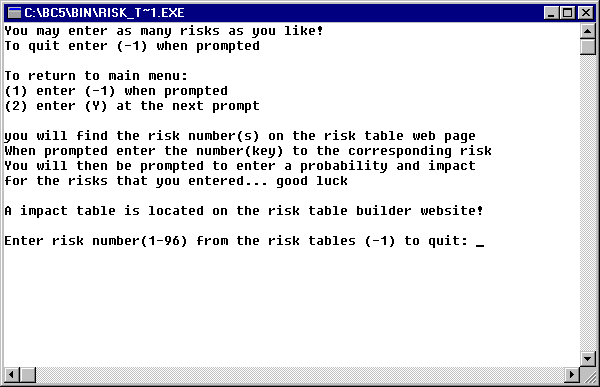 C:\BC5\BIN\RISK_T~1.EXE
You may enter as many risks as you like!
To quit enter (-1) when prompted
To return to main menu:
(1) enter (-1) when prompted
(2) enter (Y) at the next prompt
you will find the risk number(s) on the risk table web page
When prompted enter the number(key) to the corresponding risk
You will then be prompted to enter a probability and impact
for the risks that you entered... good luck
A impact table is located on the risk table builder website!
Enter risk number(1-96) from the risk tables (-1) to quit: _